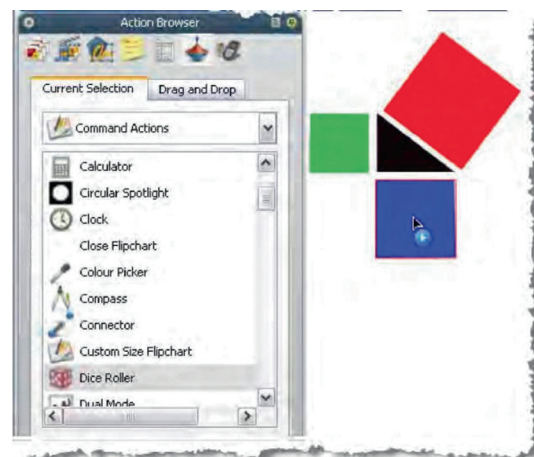 Action Browser
Current Selection Drag and Drop
Command Actions
Calculator
Circular Spotlight
Clock
Close Flipchart
Colour Picker
Compass
Connector
Custom Size Flipchart
Dice Roller
Dual Mode